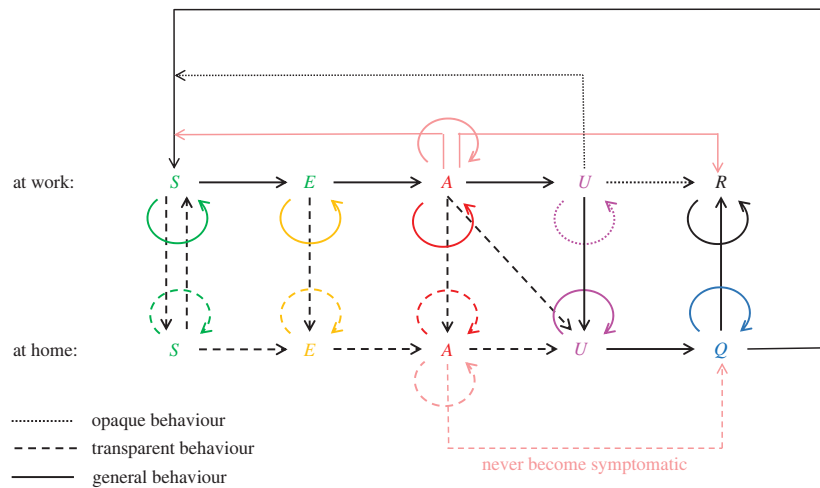 at work: S E A U R
at home: S E A U Q
opaque behaviour
transparent behaviour
never become symptomatic
general behaviour